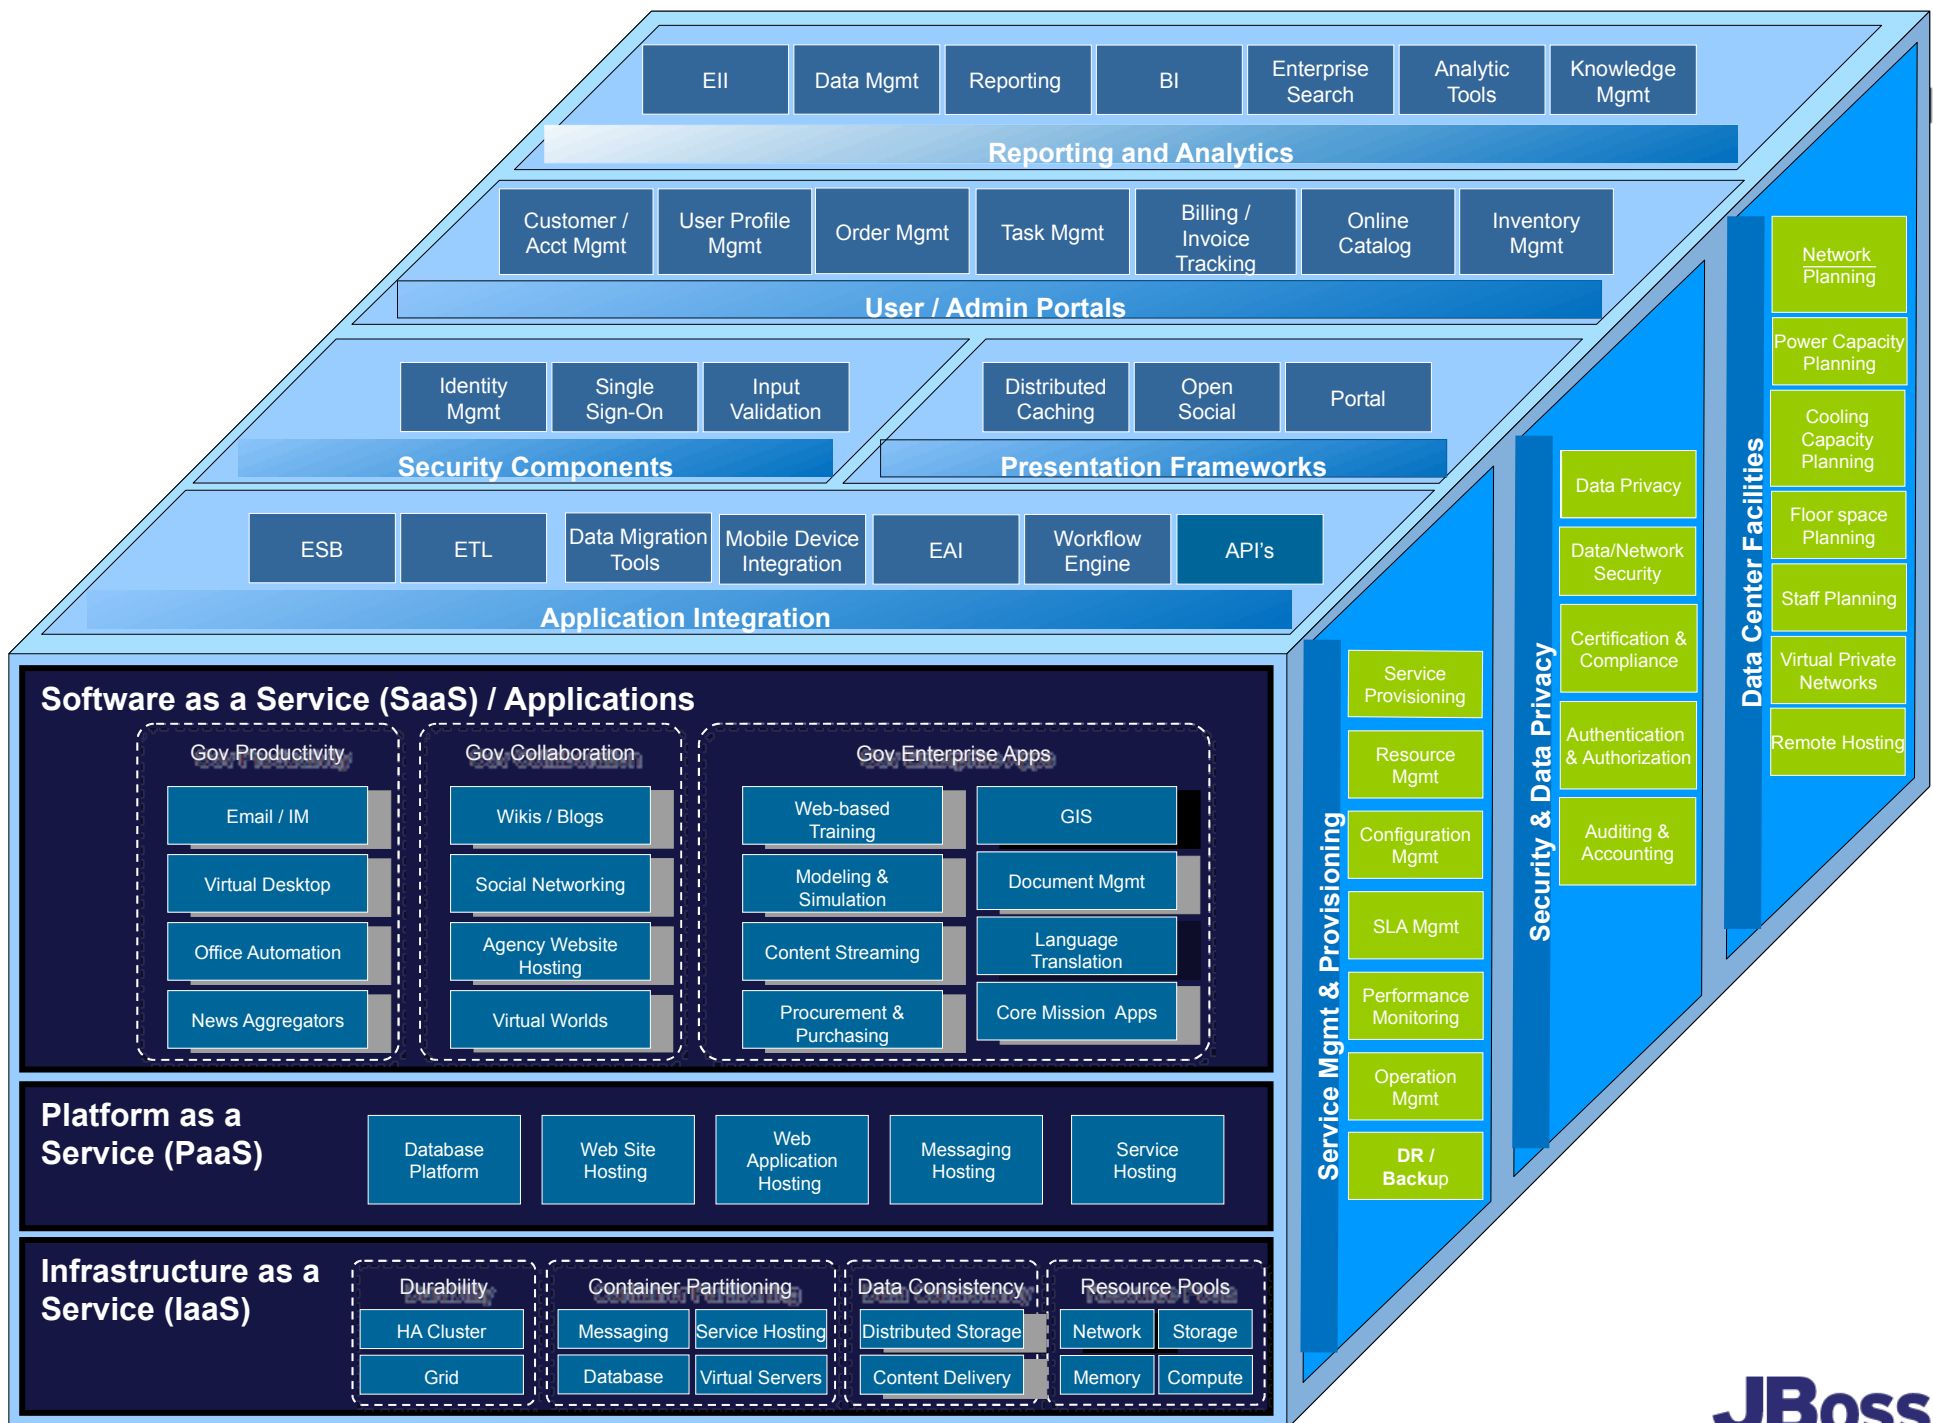 EII
Data Mgmt
Reporting
BI
Enterprise
Search
Analytic
Tools
Knowledge
Mgmt
Reporting and Analytics
Customer /
Acct Mgmt
User Profile
Mgmt
Order Mgmt
Task Mgmt
Billing /
Invoice
Tracking
Online
Catalog
Inventory
Mgmt
User / Admin Portals
Identity
Mgmt
Single
Sign-On
Input
Validation
Security Components
Distributed
Caching
Open
Social
Portal
Presentation Frameworks
ESB
ETL
Data Migration
Tools
Mobile Device
Integration
EAI
Workflow
Engine
API's
Application Integration
Software as a Service (SaaS) / Applications
Gov Productivity
Email / IM
Virtual Desktop
Office Automation
News Aggregators
Gov Collaboration
Wikis / Blogs
Social Networking
Agency Website
Hosting
Virtual Worlds
Gov Enterprise Apps
Web-based
Training
Modeling &
Simulation
Content Streaming
Procurement &
Purchasing
GIS
Document Mgmt
Language
Translation
Core Mission Apps
Platform as a
Service (PaaS)
Database
Platform
Web Site
Hosting
Web
Application
Hosting
Messaging
Hosting
Service
Hosting
Infrastructure as a
Service (IaaS)
Durability
HA Cluster
Grid
Container Partitioning
Messaging
Service Hosting
Database
Virtual Servers
Data Consistency
Distributed Storage
Content Delivery
Resource Pools
Network
Storage
Memory
Compute
Service Mgmt & Provisioning
Service
Provisioning
Resource
Mgmt
Configuration
Mgmt
SLA Mgmt
Performance
Monitoring
Operation
Mgmt
DR /
Backup
Security & Data Privacy
Data Privacy
Data/Network
Security
Certification &
Compliance
Authentication
& Authorization
Auditing &
Accounting
Data Center Facilities
Network
Planning
Power Capacity
Planning
Cooling
Capacity
Planning
Floor space
Planning
Staff Planning
Virtual Private
Networks
Remote Hosting
JBoss